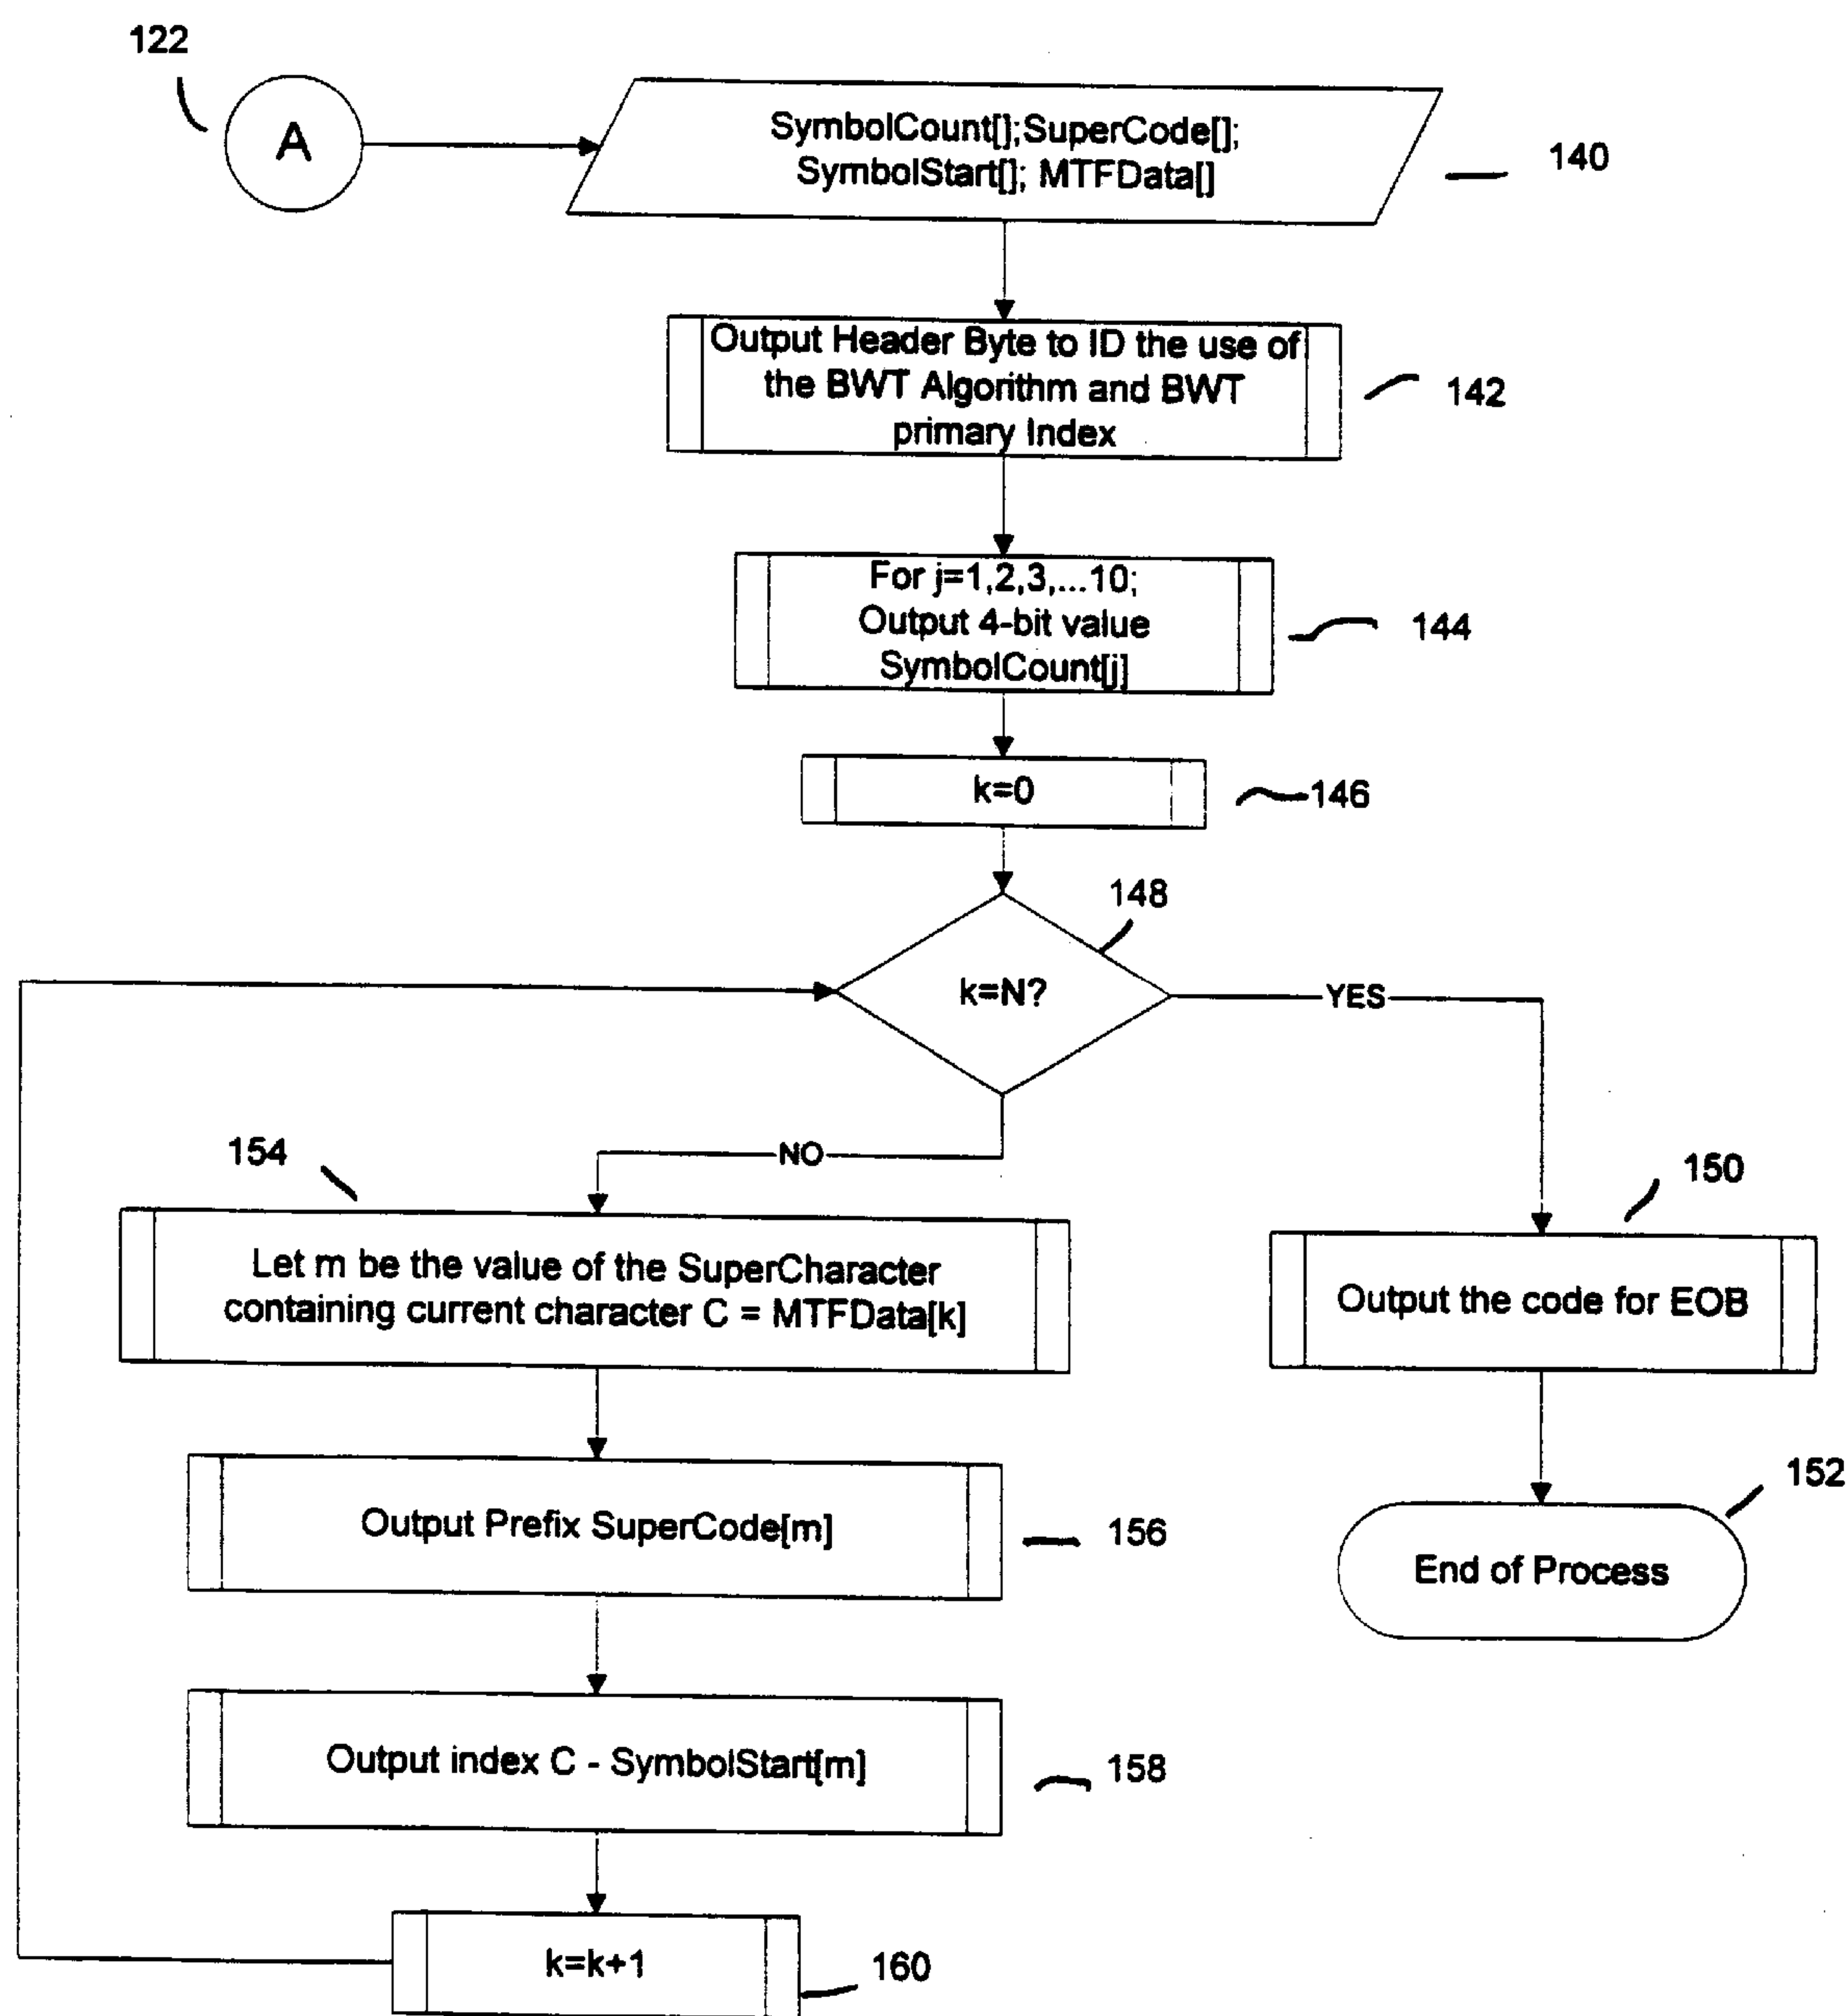 122
A
SymbolCount[];SuperCode[];
SymbolStart[]; MTFData[]
140
Output Header Byte to ID the use of
the BWT Algorithm and BWT
primary Index
142
For j=1,2,3,...10;
Output 4-bit value
SymbolCount[j]
144
k=0
146
148
k=N?
YES
NO
154
Let m be the value of the SuperCharacter
containing current character C = MTFData[k]
150
Output the code for EOB
Output Prefix SuperCode[m]
156
152
End of Process
Output index C - SymbolStart[m]
158
k=k+1
160